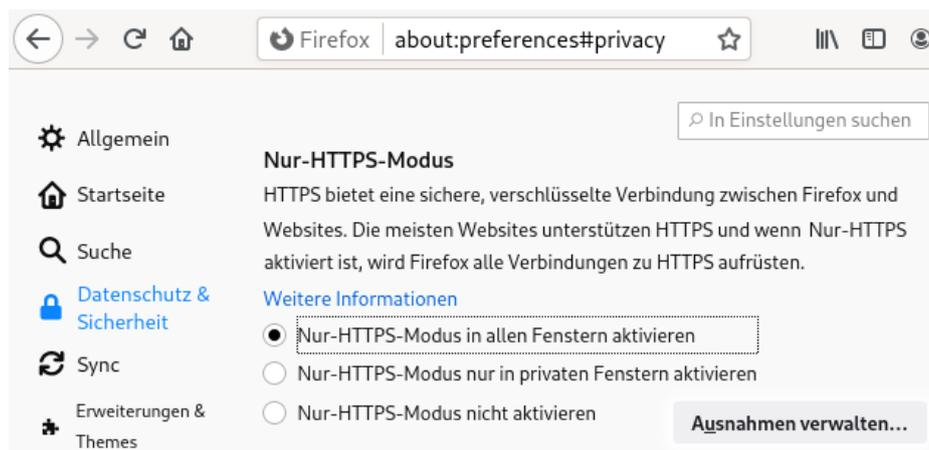 Firefox about:preferences#privacy
In Einstellungen suchen
Allgemein
Startseite
Suche
Datenschutz &
Sicherheit
Sync
Erweiterungen &
Themes
Nur-HTTPS-Modus
HTTPS bietet eine sichere, verschlüsselte Verbindung zwischen Firefox und
Websites. Die meisten Websites unterstützen HTTPS und wenn Nur-HTTPS
aktiviert ist, wird Firefox alle Verbindungen zu HTTPS aufrüsten.
Weitere Informationen
Nur-HTTPS-Modus in allen Fenstern aktivieren
Nur-HTTPS-Modus nur in privaten Fenstern aktivieren
Nur-HTTPS-Modus nicht aktivieren
Ausnahmen verwalten...